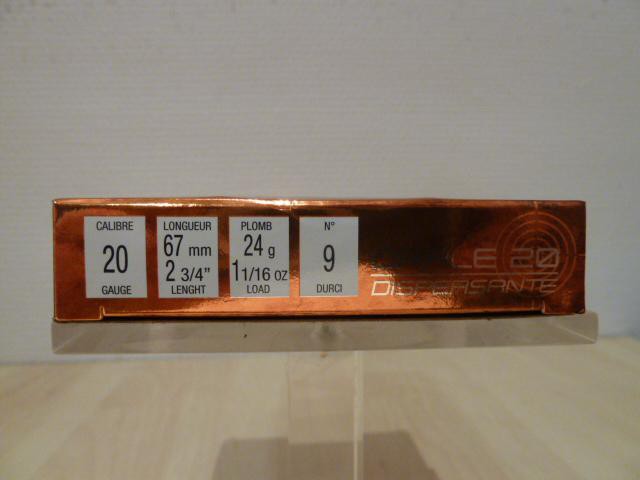 CALIBRE
20
GAUGE
LONGUEUR
67 mm
2 3/4"
LENGHT
PLOMB
24 g
1 1/16 OZ
LOAD
N°
9
DURCI
20
DISPERSANTE